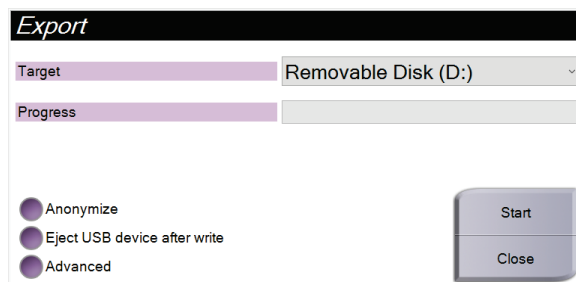 Export
Target
Removable Disk (D:)
Progress
Anonymize
Eject USB device after write
Advanced
Start
Close